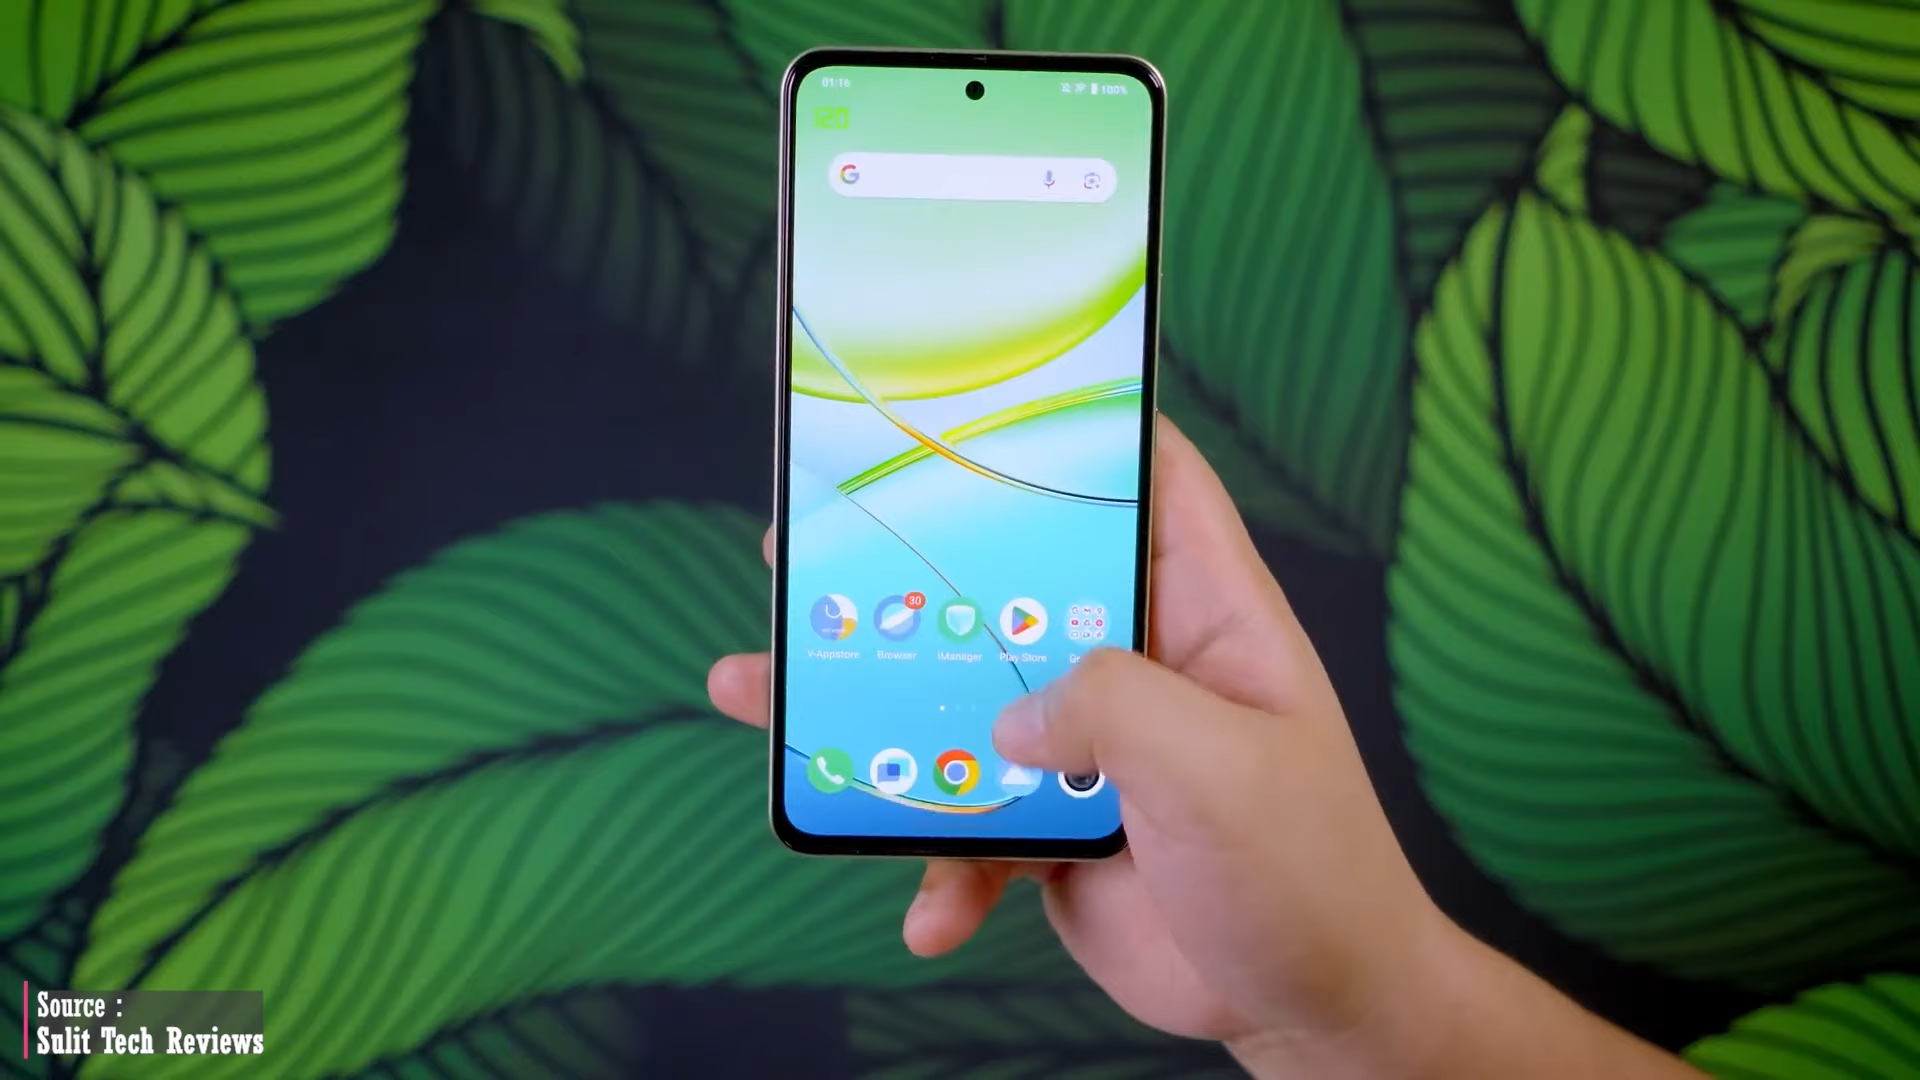 01:16
100%
120
G
V-Appstore
Browser
30
iManager
Play Store
Source :
Sulit Tech Reviews